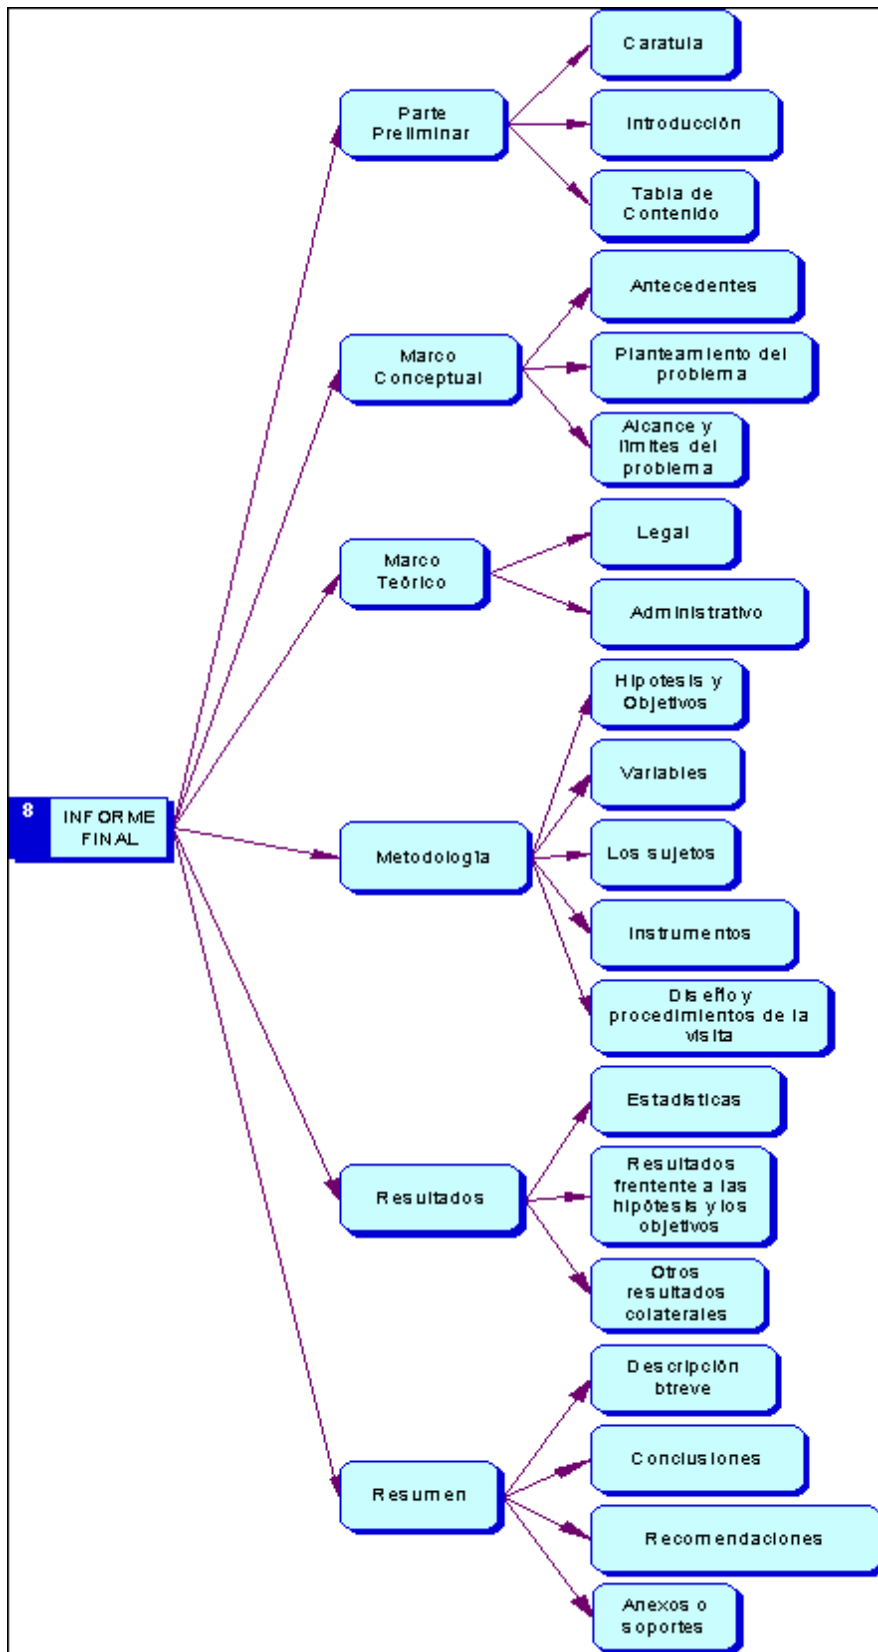 Caratula
Parte
Preliminar
Introducción
Tabla de
Contenido
Antecedentes
Marco
Conceptual
Planteamiento del
problema
Alcance y
límites del
problema
Legal
Marco
Teórico
Administrativo
Hipotesis y
Objetivos
Variables
8
INFORME
FINAL
Metodología
Los sujetos
Instrumentos
Diseño y
procedimientos de la
visita
Estadísticas
Resultados
Resultados
frentente a las
hipótesis y los
objetivos
Otros
resultados
colaterales
Descripción
btreve
Conclusiones
Resumen
Recomendaciones
Anexos o
soportes